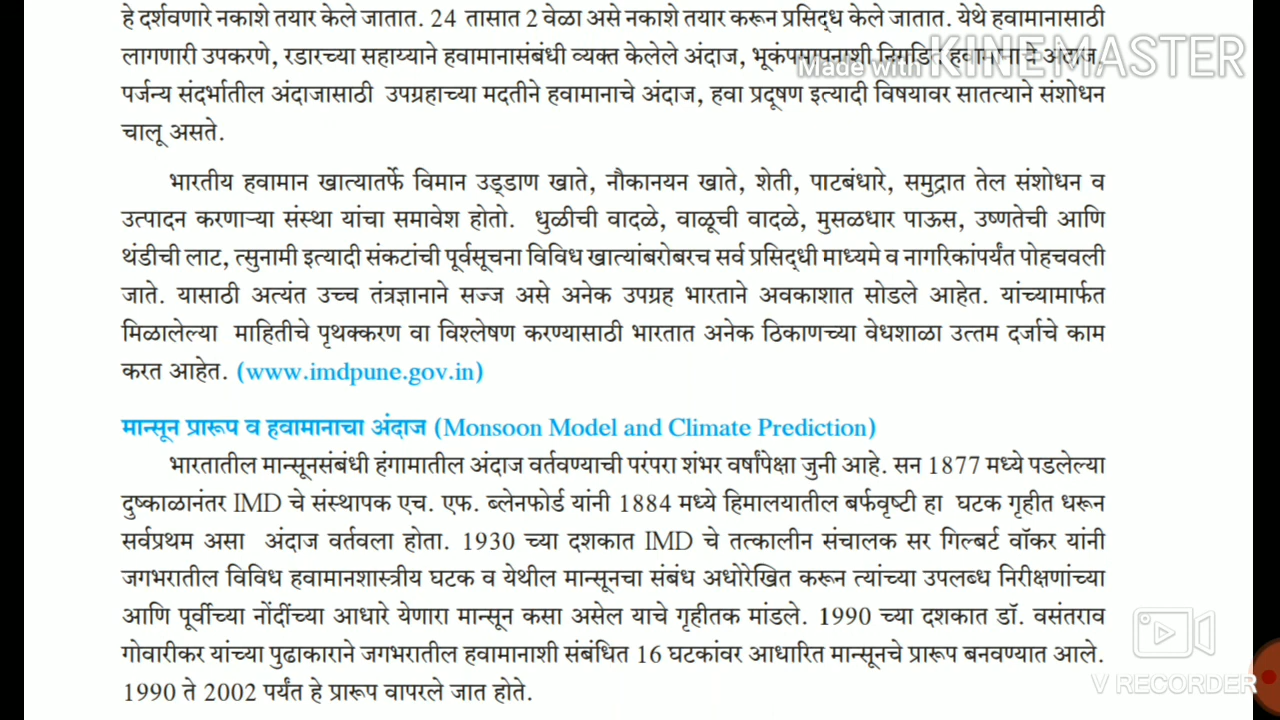 हे दर्शवणारे नकाशे तयार केले जातात. 24 तासात 2 वेळा असे नकाशे तयार करून प्रसिद्ध केले जातात. येथे हवामानासाठी
लागणारी उपकरणे, रडारच्या सहाय्याने हवामानासंबंधी व्यक्त केलेले अंदाज, भूकंपमापनाशी निगडित हवामानाचे अंदाज,
Made with KINEMASTER
पर्जन्य संदर्भातील अंदाजासाठी उपग्रहाच्या मदतीने हवामानाचे अंदाज, हवा प्रदूषण इत्यादी विषयावर सातत्याने संशोधन
चालू असते.
भारतीय हवामान खात्यातर्फे विमान उड्डाण खाते, नौकानयन खाते, शेती, पाटबंधारे, समुद्रात तेल संशोधन व
उत्पादन करणाऱ्या संस्था यांचा समावेश होतो. धुळीची वादळे, वाळूची वादळे, मुसळधार पाऊस, उष्णतेची आणि
थंडीची लाट, त्सुनामी इत्यादी संकटांची पूर्वसूचना विविध खात्यांबरोबरच सर्व प्रसिद्धी माध्यमे व नागरिकांपर्यंत पोहचवली
जाते. यासाठी अत्यंत उच्च तंत्रज्ञानाने सज्ज असे अनेक उपग्रह भारताने अवकाशात सोडले आहेत. यांच्यामार्फत
मिळालेल्या माहितीचे पृथक्करण वा विश्लेषण करण्यासाठी भारतात अनेक ठिकाणच्या वेधशाळा उत्तम दर्जाचे काम
करत आहेत. (www.imdpune.gov.in)
मान्सून प्रारूप व हवामानाचा अंदाज (Monsoon Model and Climate Prediction)
भारतातील मान्सूनसंबंधी हंगामातील अंदाज वर्तवण्याची परंपरा शंभर वर्षांपेक्षा जुनी आहे. सन 1877 मध्ये पडलेल्या
दुष्काळानंतर IMD चे संस्थापक एच. एफ. ब्लेनफोर्ड यांनी 1884 मध्ये हिमालयातील बर्फवृष्टी हा घटक गृहीत धरून
सर्वप्रथम असा अंदाज वर्तवला होता. 1930 च्या दशकात IMD चे तत्कालीन संचालक सर गिल्बर्ट वॉकर यांनी
जगभरातील विविध हवामानशास्त्रीय घटक व येथील मान्सूनचा संबंध अधोरेखित करून त्यांच्या उपलब्ध निरीक्षणांच्या
आणि पूर्वीच्या नोंदींच्या आधारे येणारा मान्सून कसा असेल याचे गृहीतक मांडले. 1990 च्या दशकात डॉ. वसंतराव
गोवारीकर यांच्या पुढाकाराने जगभरातील हवामानाशी संबंधित 16 घटकांवर आधारित मान्सूनचे प्रारूप बनवण्यात आले.
1990 ते 2002 पर्यंत हे प्रारूप वापरले जात होते.
V RECORDER